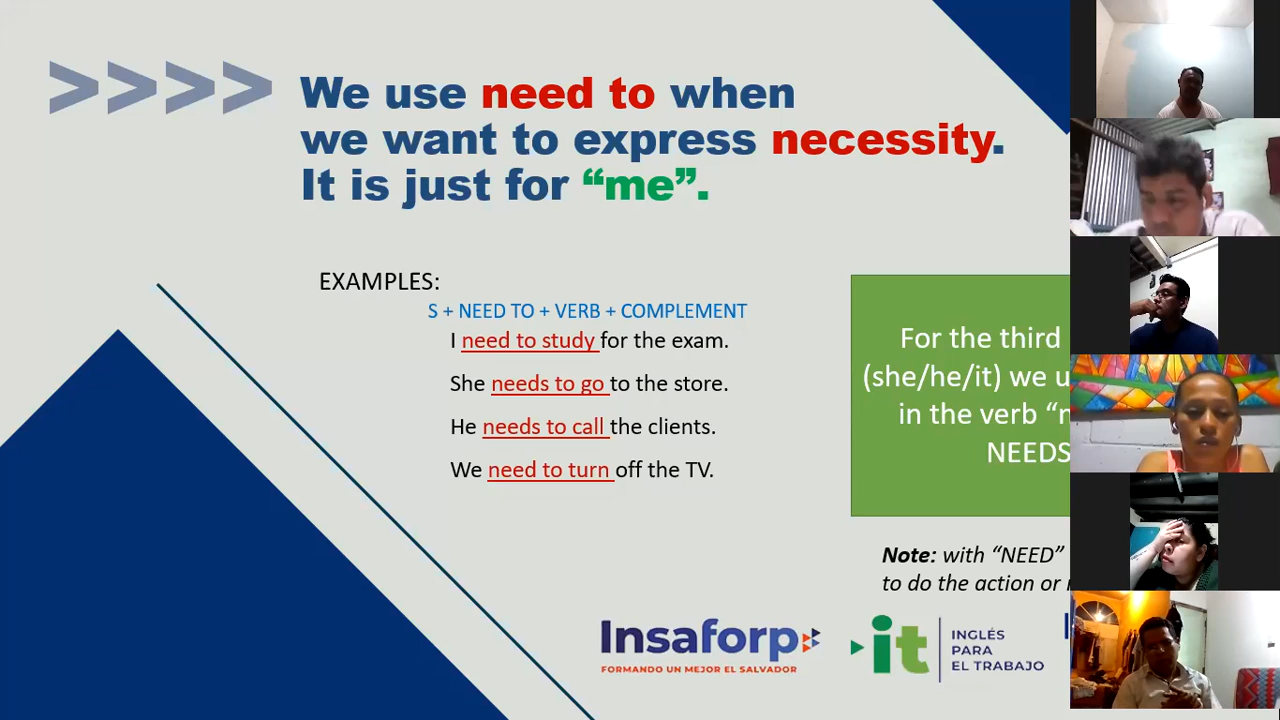 >>>> We use need to when
we want to express necessity.
It is just for “me”.
EXAMPLES:
S + NEED TO + VERB + COMPLEMENT
I need to study for the exam.
She needs to go to the store.
He needs to call the clients.
We need to turn off the TV.
For the third
(she/he/it) we
in the verb
NEEDS
Note: with “NEED”
to do the action or
Insaforp
FORMANDO UN MEJOR EL SALVADOR
it
INGLÉS
PARA
EL TRABAJO